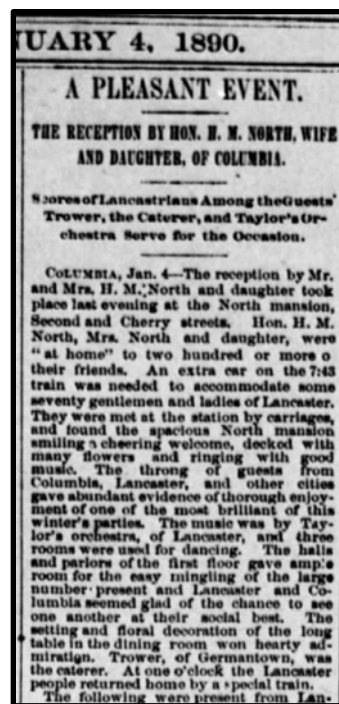 NUARY 4, 1890.
A PLEASANT EVENT.
THE RECEPTION BY HON. H. M. NORTH, WIFE
AND DAUGHTER, OF COLUMBIA.
Scores of Lancastrians Among the Guests
Trower, the Caterer, and Taylor's Or-
chestra Serve for the Occasion.
COLUMBIA, Jan. 4—The reception by Mr.
and Mrs. H. M. North and daughter took
place last evening at the North mansion,
Second and Cherry streets. Hon. H. M.
North, Mrs. North and daughter, were
"at home" to two hundred or more o
their friends. An extra car on the 7:43
train was needed to accommodate some
seventy gentlemen and ladies of Lancaster.
They were met at the station by carriages,
and found the spacious North mansion
smiling a cheering welcome, decked with
many flowers and ringing with good
music. The throng of guests from
Columbia, Lancaster, and other cities
gave abundant evidence of thorough enjoy-
ment of one of the most brilliant of this
winter's parties. The music was by Tay-
lor's orchestra, of Lancaster, and three
rooms were used for dancing. The halls
and parlors of the first floor gave ample
room for the easy mingling of the large
number present and Lancaster and Co-
lumbia seemed glad of the chance to see
one another at their social best. The
setting and floral decoration of the long
table in the dining room won hearty ad-
miration. Trower, of Germantown, was
the caterer. At one o'clock the Lancaster
people returned home by a special train.
The following were present from Lan-